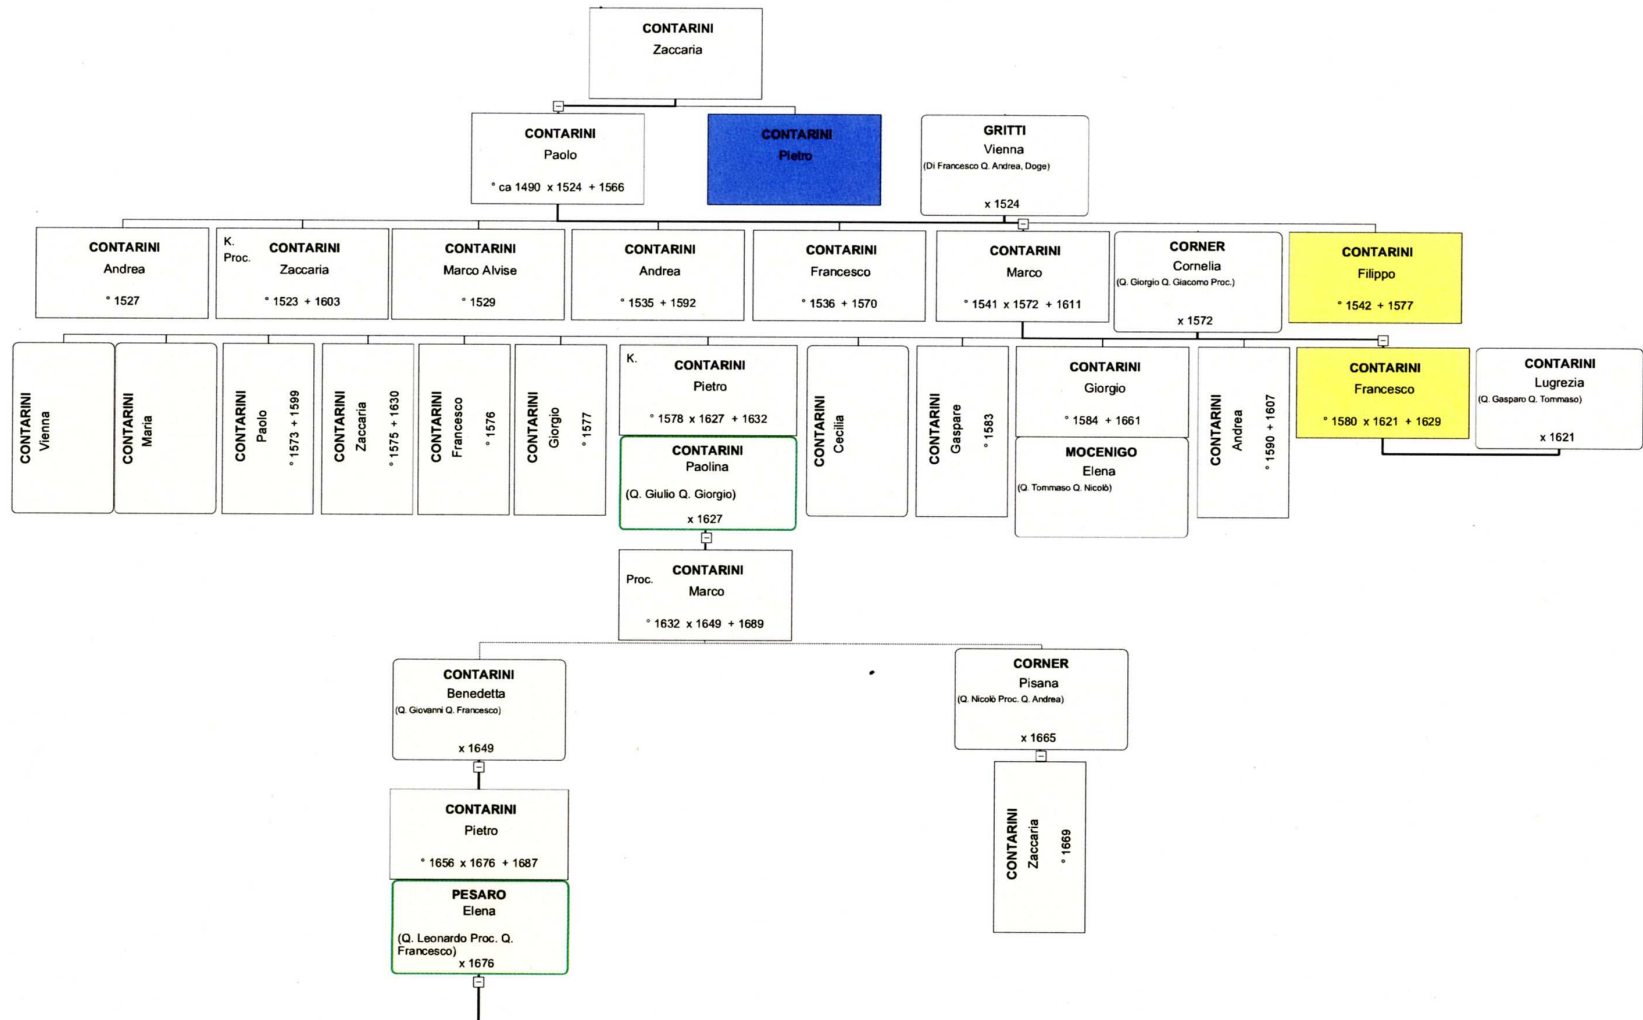 CONTARINI
Zaccaria
CONTARINI
Paolo
° ca 1490 x 1524 + 1566
CONTARINI
Pietro
GRITTI
Vienna
(Di Francesco Q. Andrea, Doge)
x 1524
CONTARINI
Andrea
° 1527
K.
Proc.
CONTARINI
Zaccaria
° 1523 + 1603
CONTARINI
Marco Alvise
° 1529
CONTARINI
Andrea
° 1535 + 1592
CONTARINI
Francesco
° 1536 + 1570
CONTARINI
Marco
° 1541 x 1572 + 1611
CORNER
Cornelia
(Q. Giorgio Q. Giacomo Proc.)
x 1572
CONTARINI
Filippo
° 1542 + 1577
CONTARINI
Vienna
CONTARINI
Maria
CONTARINI
Paolo
° 1573 + 1599
CONTARINI
Zaccaria
° 1575 + 1630
CONTARINI
Francesco
° 1576
CONTARINI
Giorgio
° 1577
K.
CONTARINI
Pietro
° 1578 x 1627 + 1632
CONTARINI
Paolina
(Q. Giulio Q. Giorgio)
x 1627
CONTARINI
Cecilia
CONTARINI
Gaspare
° 1583
CONTARINI
Giorgio
° 1584 + 1661
MOCENIGO
Elena
(Q. Tommaso Q. Nicolò)
CONTARINI
Andrea
° 1590 + 1607
CONTARINI
Francesco
° 1580 x 1621 + 1629
CONTARINI
Lugrezia
(Q. Gasparo Q. Tommaso)
x 1621
Proc.
CONTARINI
Marco
° 1632 x 1649 + 1689
CONTARINI
Benedetta
(Q. Giovanni Q. Francesco)
x 1649
CORNER
Pisana
(Q. Nicolò Proc. Q. Andrea)
x 1665
CONTARINI
Pietro
° 1656 x 1676 + 1687
CONTARINI
Zaccaria
° 1669
PESARO
Elena
(Q. Leonardo Proc. Q.
Francesco)
x 1676